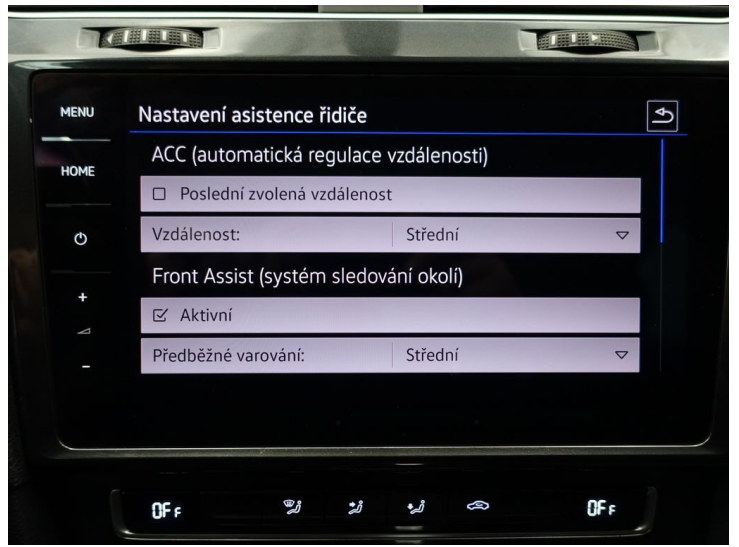 MENU
Nastavení asistence řidiče
ACC (automatická regulace vzdálenosti)
HOME
Poslední zvolená vzdálenost
Vzdálenost: Střední
Front Assist (systém sledování okolí)
+
Aktivní
Předběžné varování: Střední
-
OFF OFF